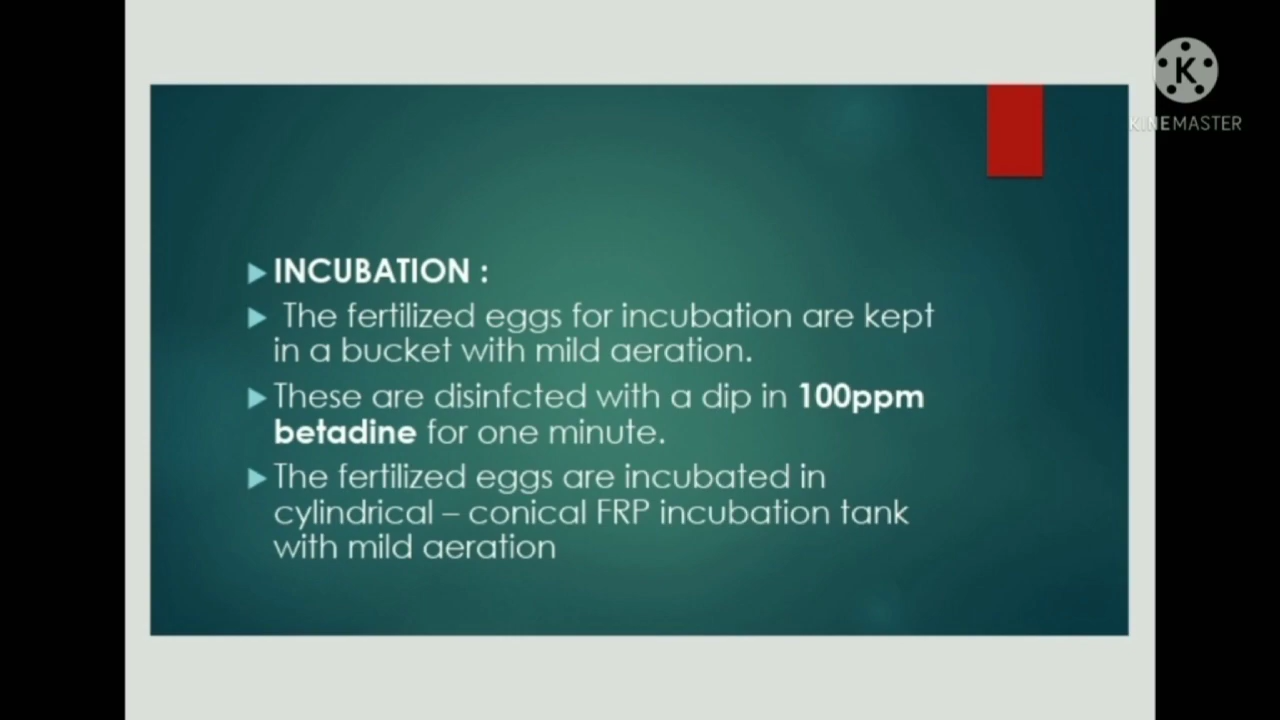 KINEMASTER
INCUBATION :
The fertilized eggs for incubation are kept
in a bucket with mild aeration.
These are disinfcted with a dip in 100ppm
betadine for one minute.
The fertilized eggs are incubated in
cylindrical – conical FRP incubation tank
with mild aeration